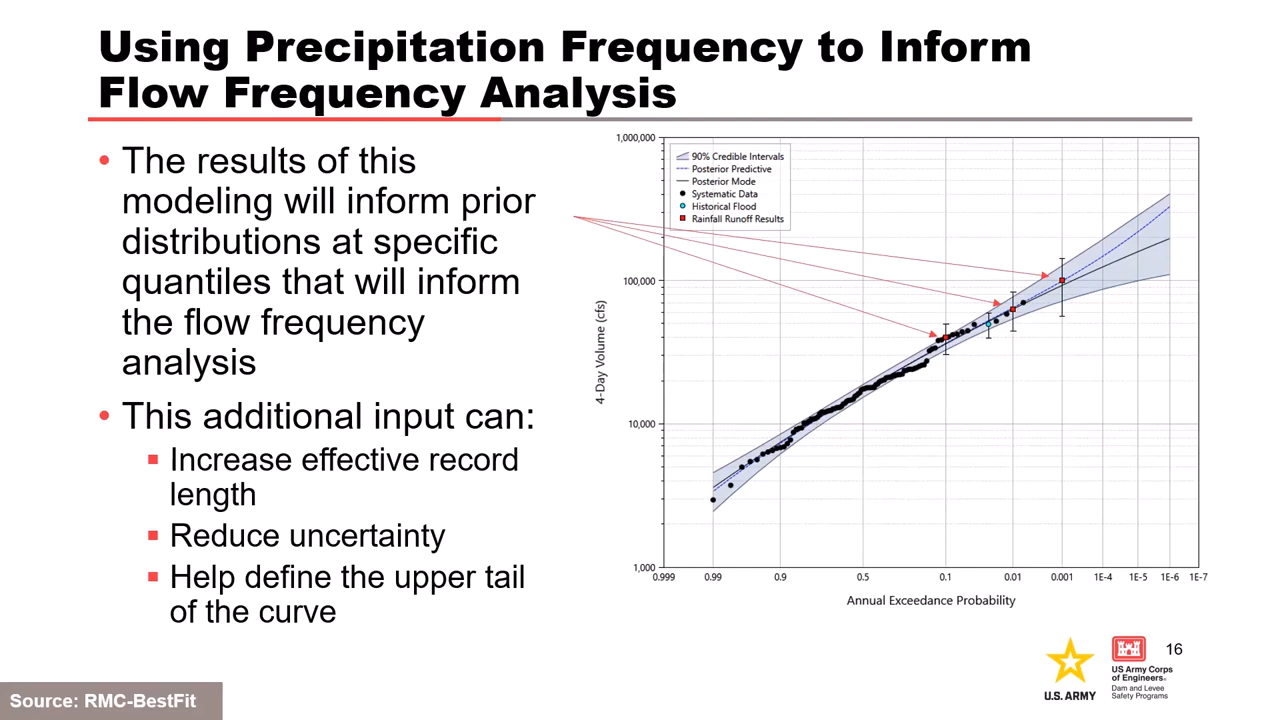 Using Precipitation Frequency to Inform
Flow Frequency Analysis
• The results of this
modeling will inform prior
distributions at specific
quantiles that will inform
the flow frequency
analysis
• This additional input can:
▪ Increase effective record
length
▪ Reduce uncertainty
▪ Help define the upper tail
of the curve
1,000,000
100,000
10,000
1,000
4-Day Volume (cfs)
90% Credible Intervals
Posterior Predictive
Posterior Mode
Systematic Data
Historical Flood
Rainfall Runoff Results
0.999 0.99 0.9 0.5 0.1 0.01 0.001 1E-4 1E-5 1E-6 1E-7
Annual Exceedance Probability
U.S. ARMY
US Army Corps
of Engineers®
Dam and Levee
Safety Programs
16
Source: RMC-BestFit